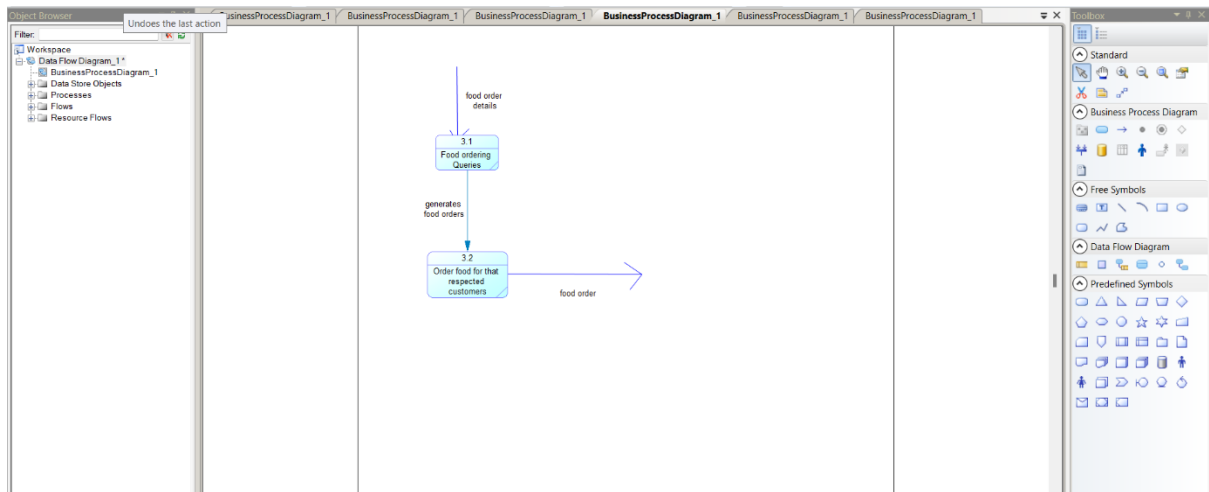 Object Browser
Undoes the last action
Filter:
Workspace
Data Flow Diagram_1 *
BusinessProcessDiagram_1
Data Store Objects
Processes
Flows
Resource Flows
BusinessProcessDiagram_1
BusinessProcessDiagram_1
BusinessProcessDiagram_1
BusinessProcessDiagram_1
BusinessProcessDiagram_1
BusinessProcessDiagram_1
food order
details
3.1
Food ordering
Queries
generates
food orders
3.2
Order food for that
respected
customers
food order
Toolbox
Standard
Business Process Diagram
Free Symbols
Data Flow Diagram
Predefined Symbols